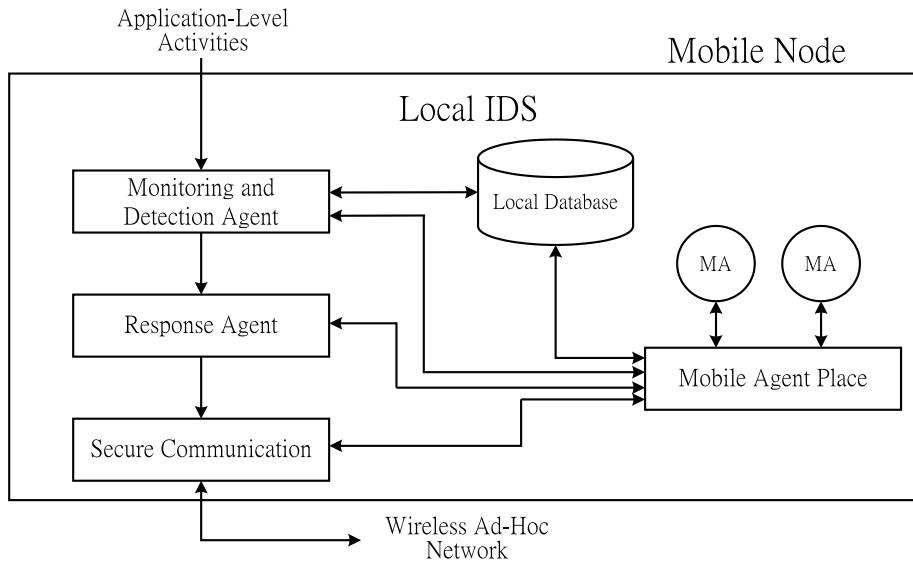 Application-Level
Activities
Mobile Node
Local IDS
Monitoring and
Detection Agent
Local Database
MA
MA
Response Agent
Mobile Agent Place
Secure Communication
Wireless Ad-Hoc
Network